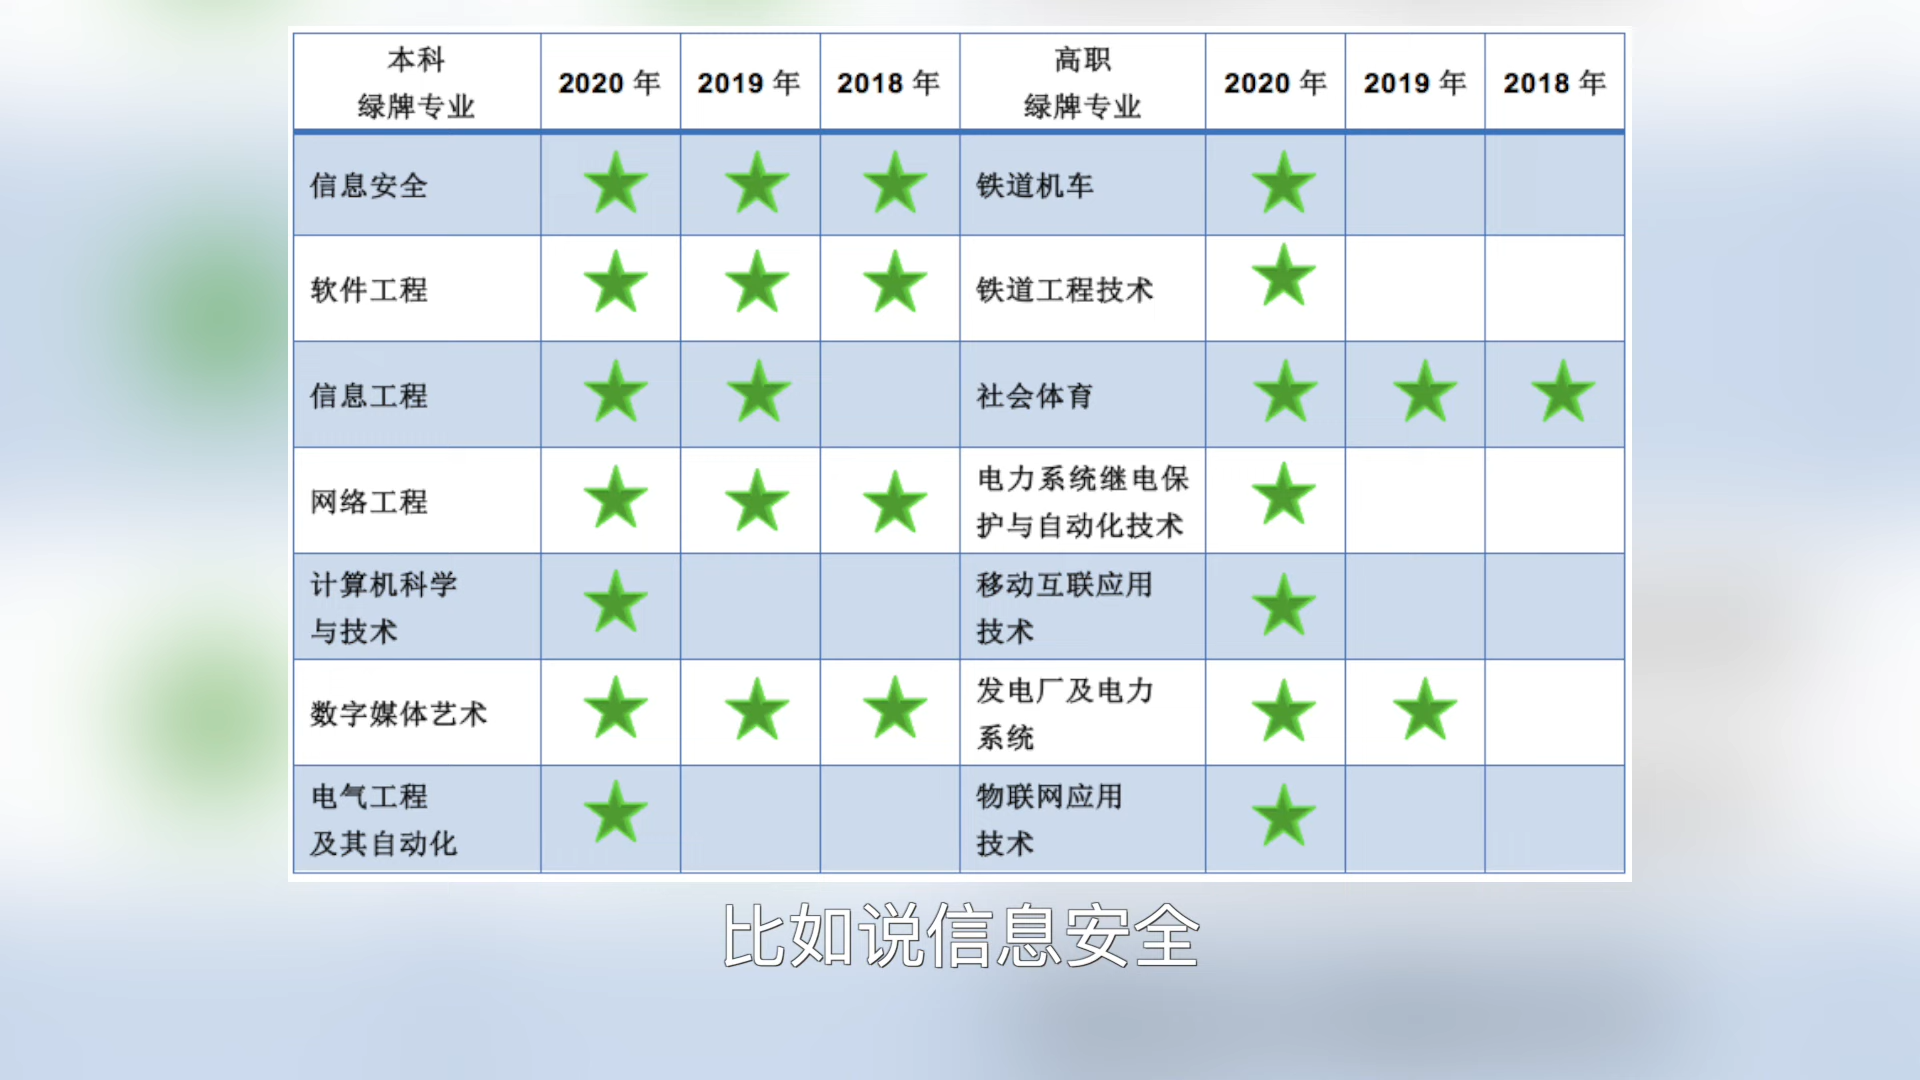 本科
绿牌专业
2020 年
2019 年
2018 年
高职
绿牌专业
2020 年
2019 年
2018 年
信息安全
铁道机车
软件工程
铁道工程技术
信息工程
社会体育
网络工程
电力系统继电保
护与自动化技术
计算机科学
与技术
移动互联应用
技术
数字媒体艺术
发电厂及电力
系统
电气工程
及其自动化
物联网应用
技术
比如说信息安全